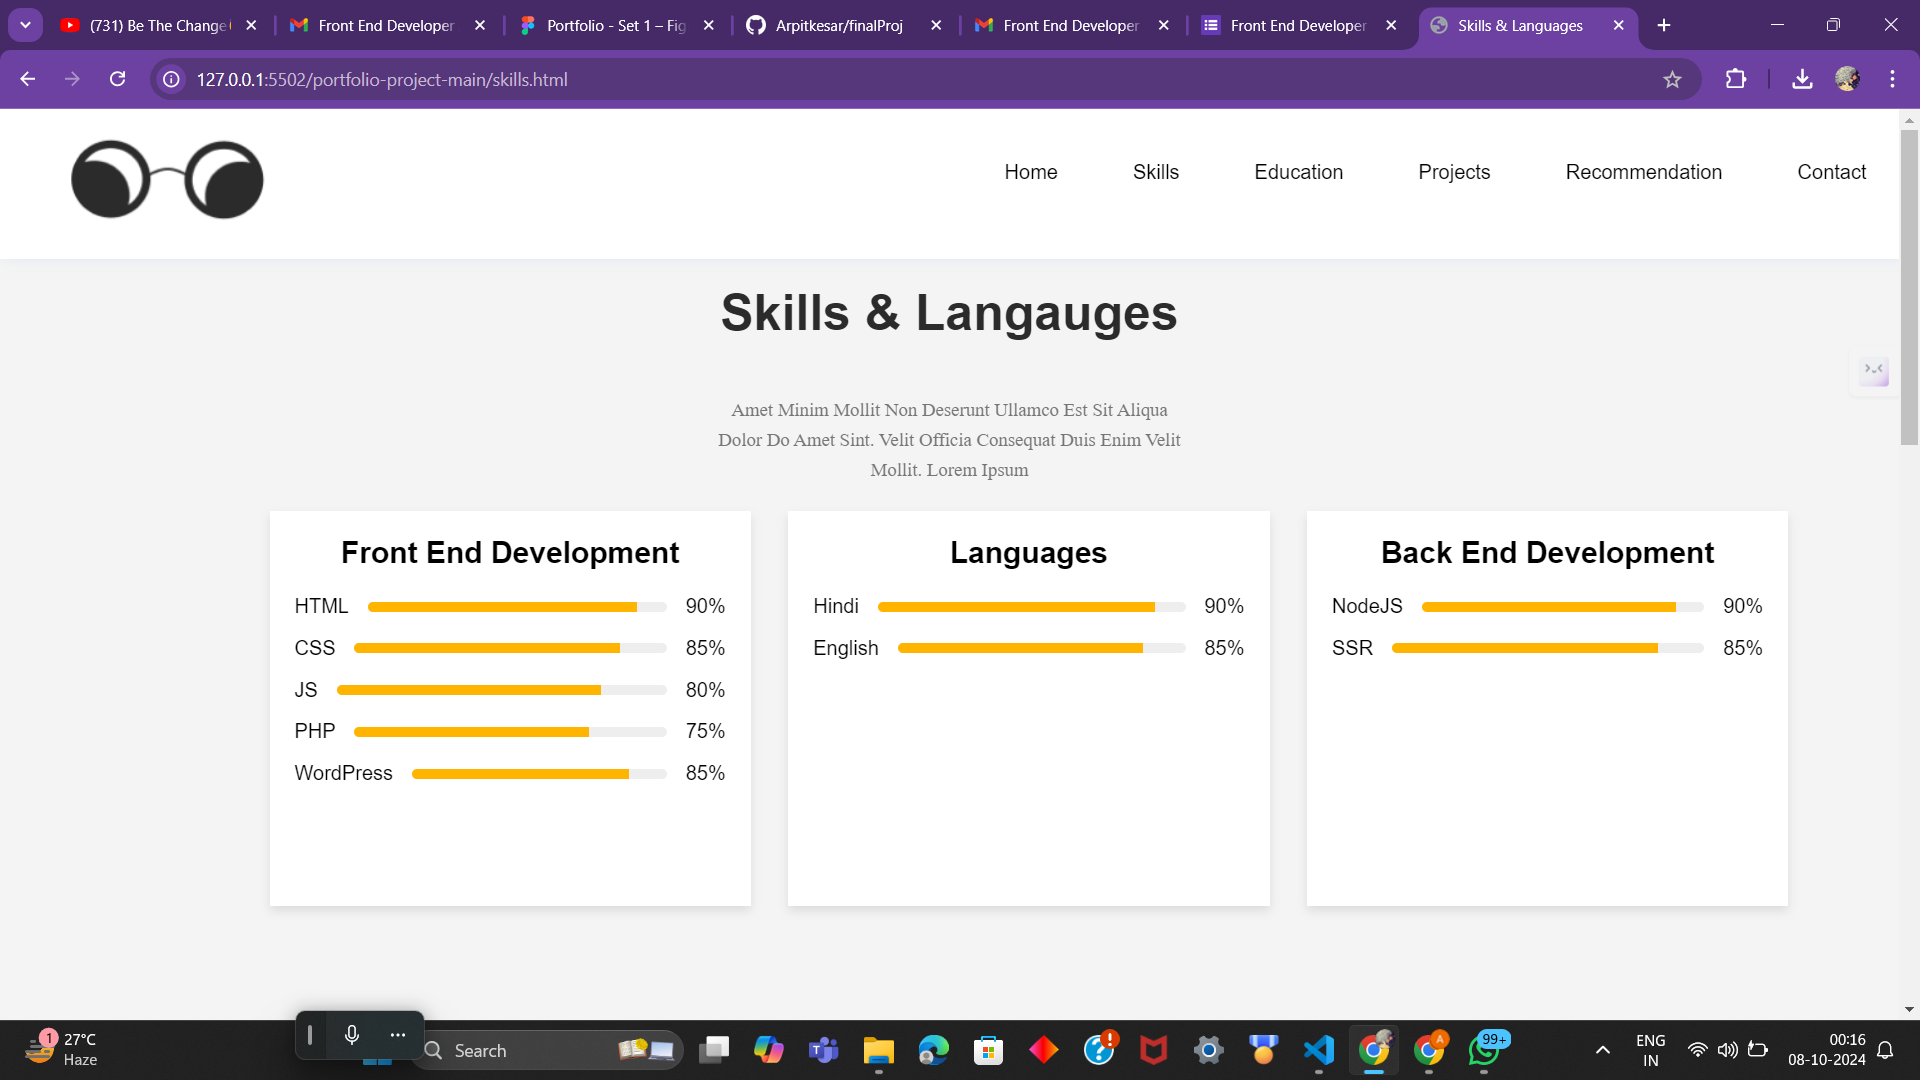 (731) Be The Change
Front End Developer
Portfolio - Set 1 – Fig
Arpitkesar/finalProj
Front End Developer
Front End Developer
Skills & Languages
127.0.0.1:5502/portfolio-project-main/skills.html
Home Skills Education Projects Recommendation Contact
Skills & Langauges
Amet Minim Mollit Non Deserunt Ullamco Est Sit Aliqua
Dolor Do Amet Sint. Velit Officia Consequat Duis Enim Velit
Mollit. Lorem Ipsum
Front End Development
HTML 90%
CSS 85%
JS 80%
PHP 75%
WordPress 85%
Languages
Hindi 90%
English 85%
Back End Development
NodeJS 90%
SSR 85%
1
27°C
Haze
Search
T
A
99+
ENG
IN
00:16
08-10-2024